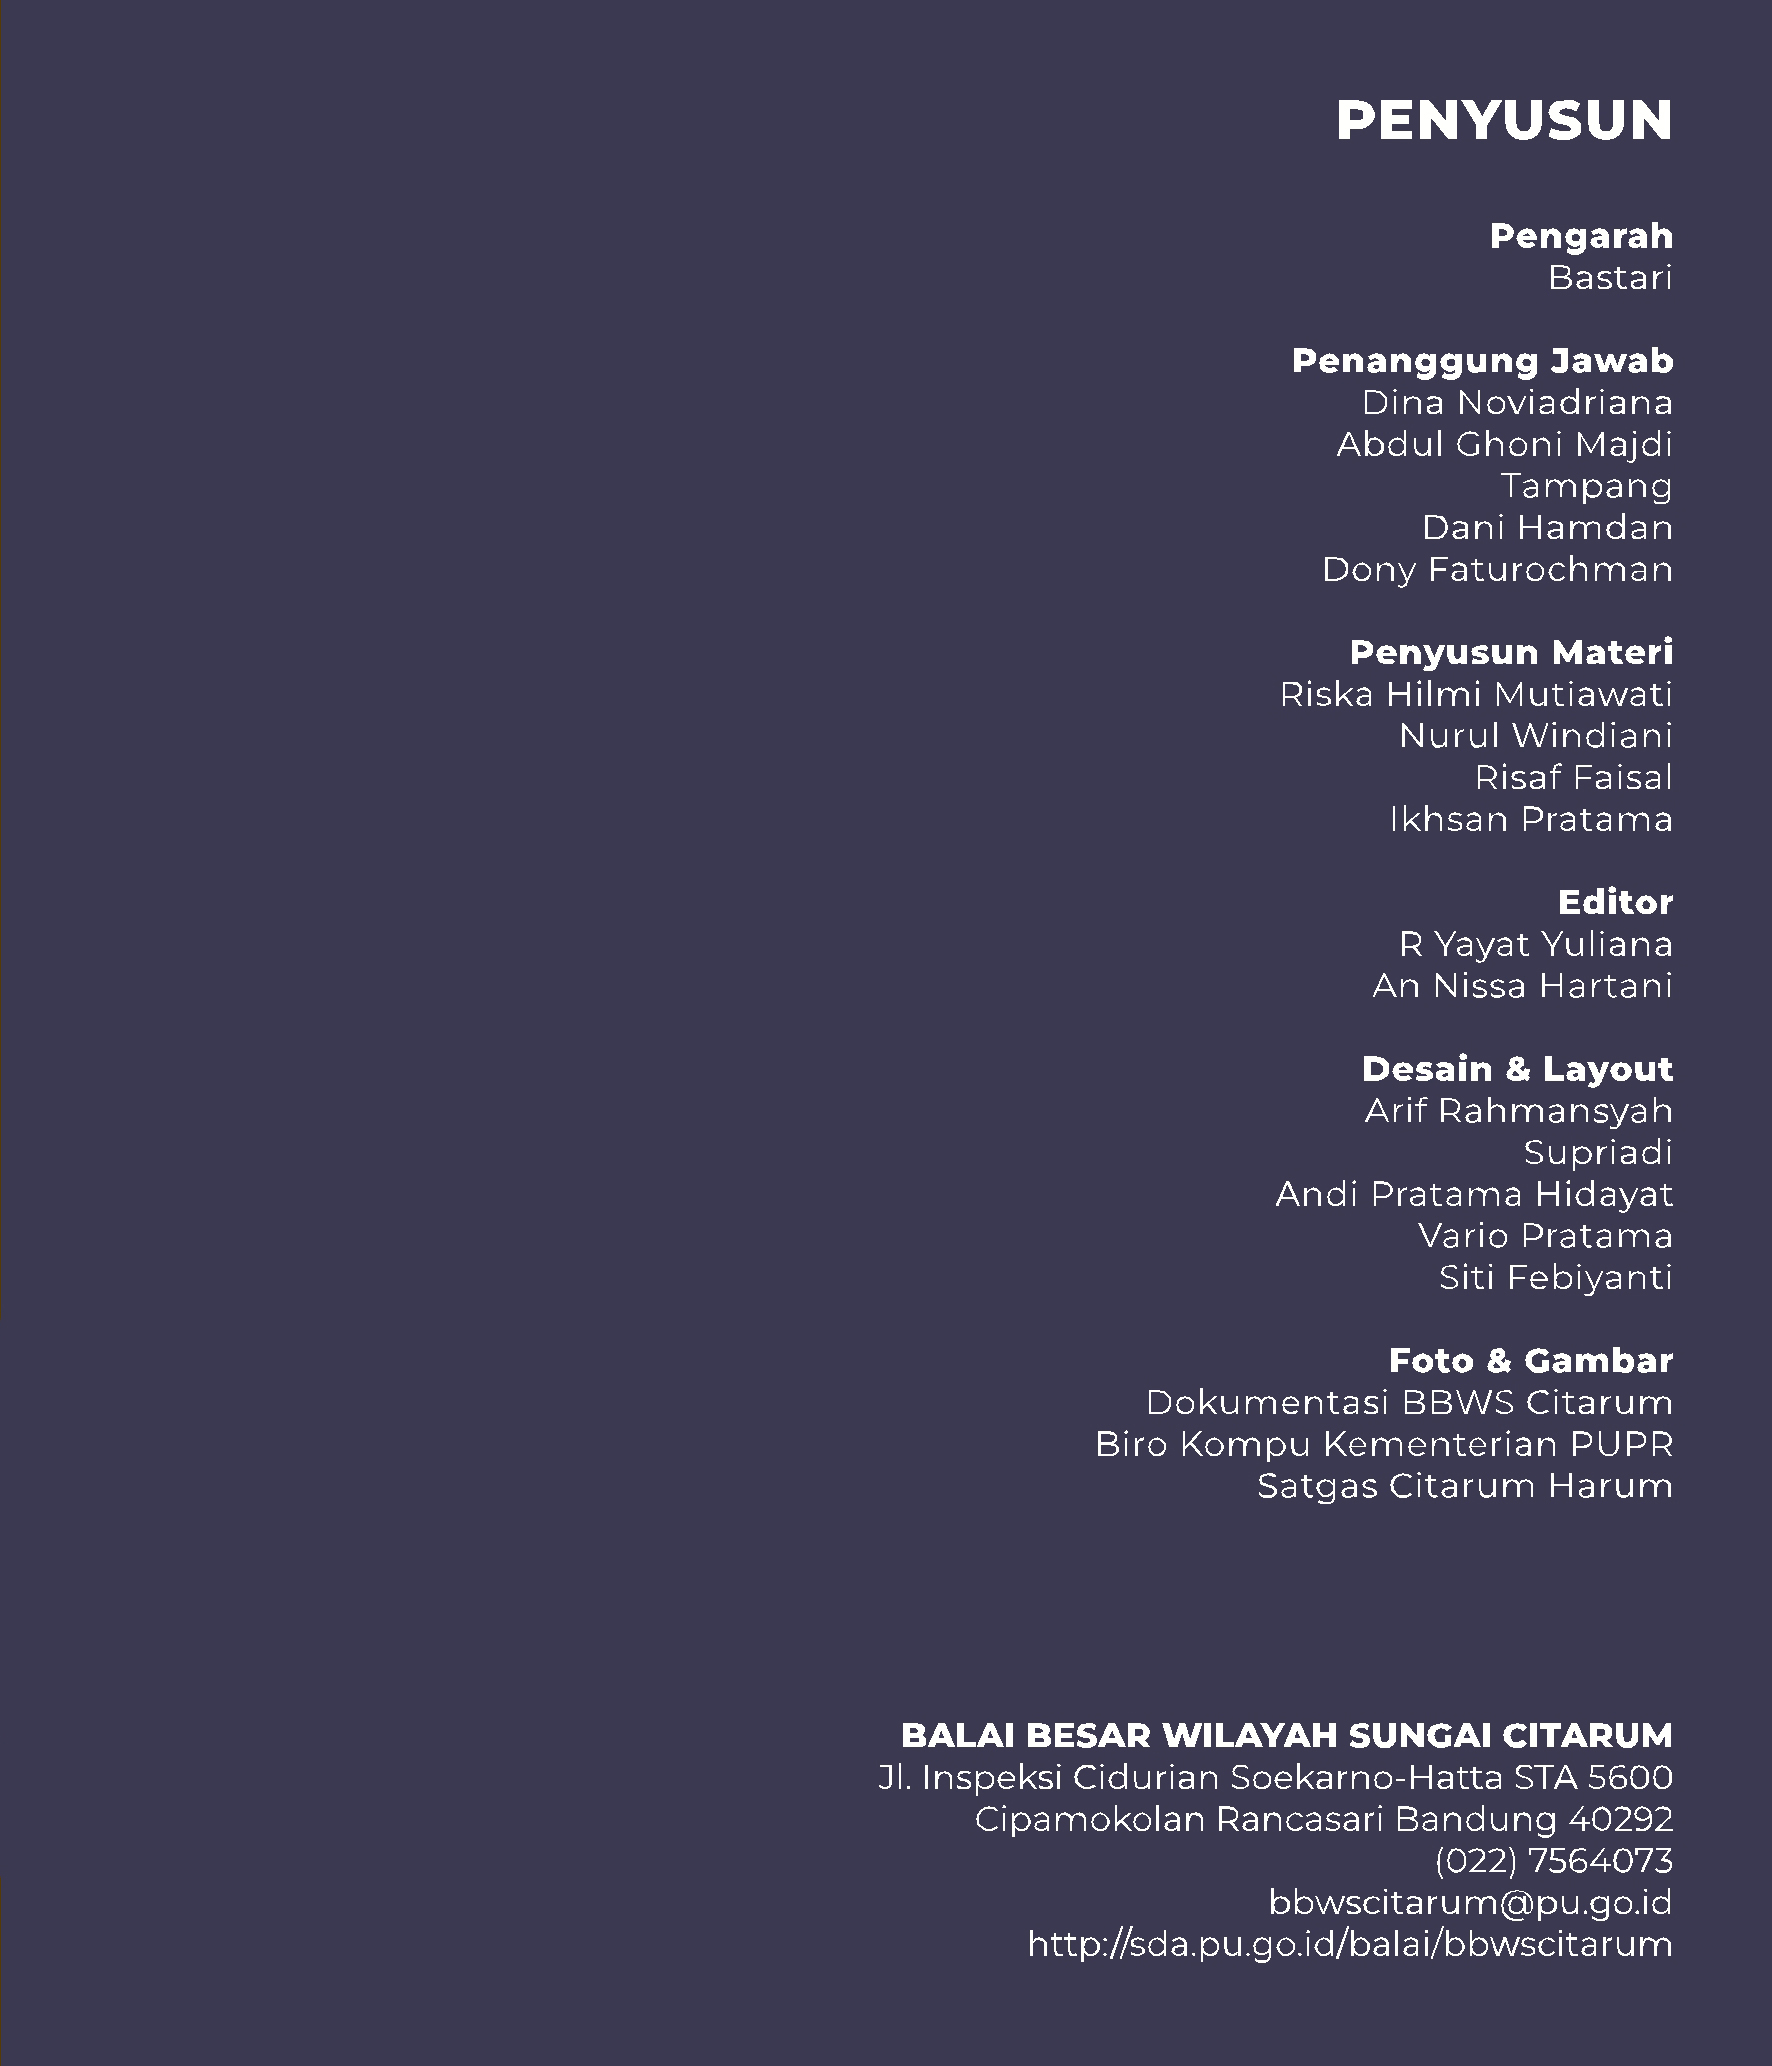 PENYUSUN
Pengarah
Bastari
Penanggung Jawab
Dina Noviadriana
Abdul Ghoni Majdi
Tampang
Dani Hamdan
Dony Faturochman
Penyusun Materi
Riska Hilmi Mutiawati
Nurul Windiani
Risaf Faisal
Ikhsan Pratama
Editor
R Yayat Yuliana
An Nissa Hartani
Desain & Layout
Arif Rahmansyah
Supriadi
Andi Pratama Hidayat
Vario Pratama
Siti Febiyanti
Foto & Gambar
Dokumentasi BBWS Citarum
Biro Kompu Kementerian PUPR
Satgas Citarum Harum
BALAI BESAR WILAYAH SUNGAI CITARUM
Jl. Inspeksi Cidurian Soekarno-Hatta STA 5600
Cipamokolan Rancasari Bandung 40292
(022) 7564073
bbwscitarum@pu.go.id
http://sda.pu.go.id/balai/bbwscitarum